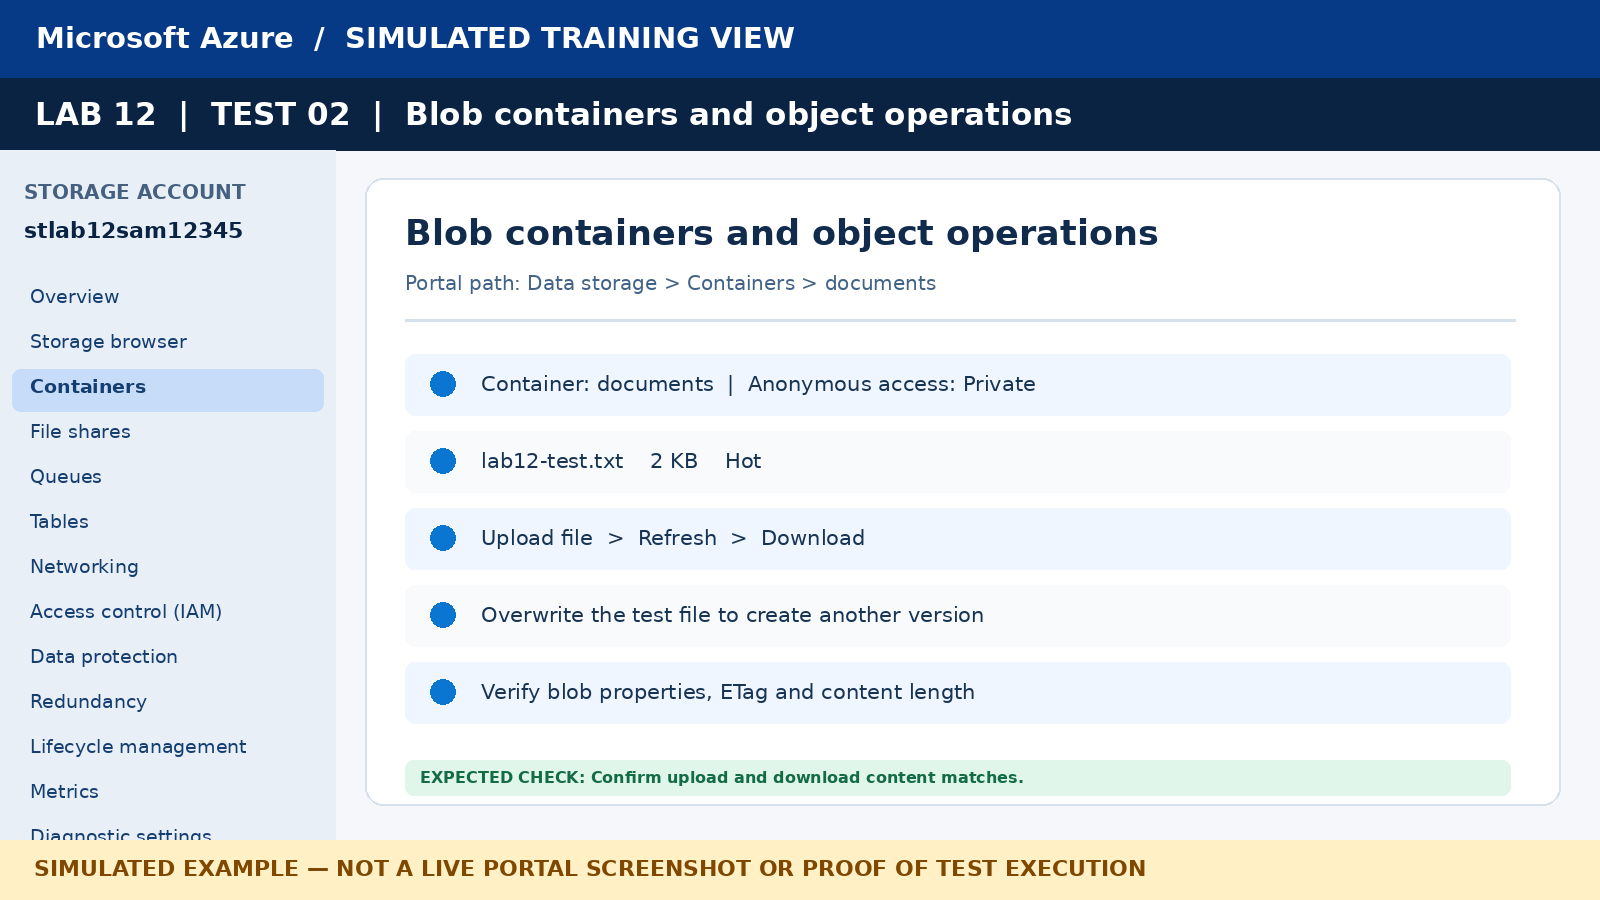 Microsoft Azure / SIMULATED TRAINING VIEW
LAB 12 | TEST 02 | Blob containers and object operations
STORAGE ACCOUNT
stlab12sam12345
Overview
Storage browser
Containers
File shares
Queues
Tables
Networking
Access control (IAM)
Data protection
Redundancy
Lifecycle management
Metrics
Diagnostic settings
Blob containers and object operations
Portal path: Data storage > Containers > documents
Container: documents | Anonymous access: Private
lab12-test.txt 2 KB Hot
Upload file > Refresh > Download
Overwrite the test file to create another version
Verify blob properties, ETag and content length
EXPECTED CHECK: Confirm upload and download content matches.
SIMULATED EXAMPLE — NOT A LIVE PORTAL SCREENSHOT OR PROOF OF TEST EXECUTION